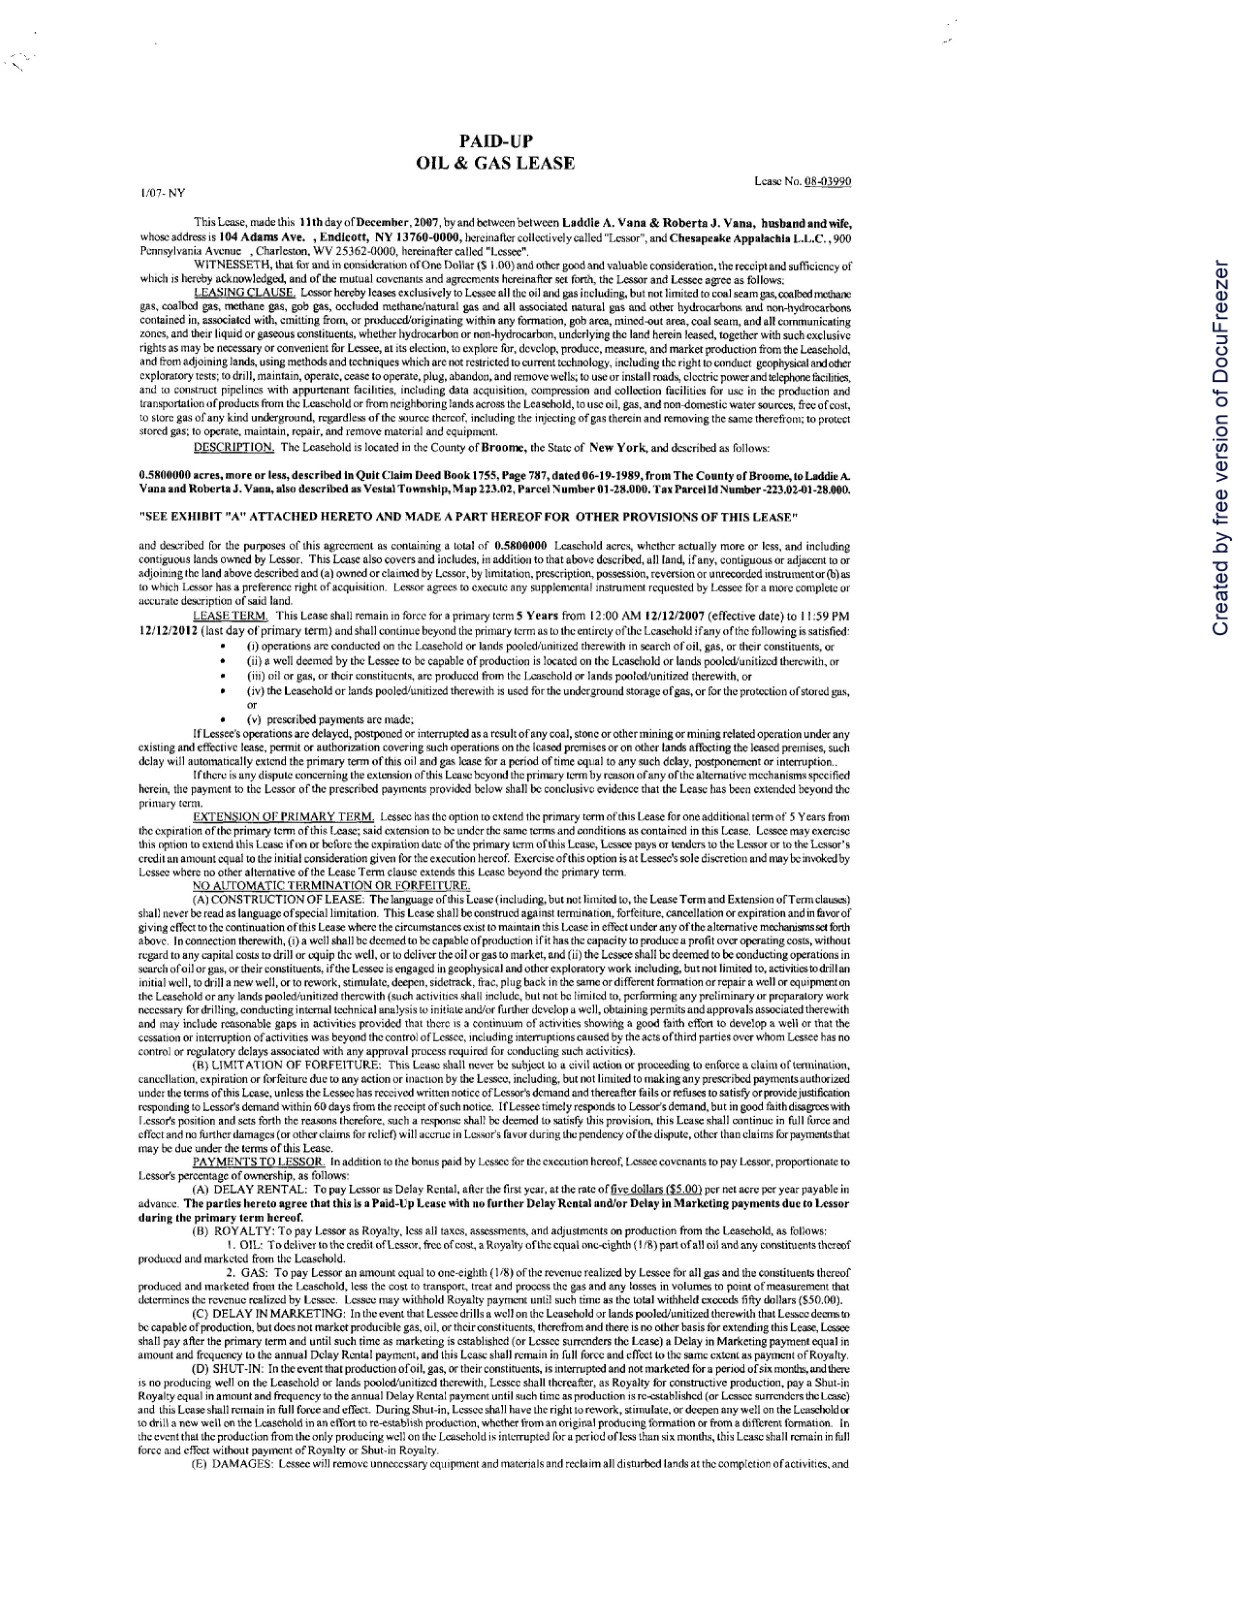 PAID-UP
OIL & GAS LEASE
Lease No. 08-03990
1/07- NY
This Lease, made this 11th day of December, 2007, by and between between Laddie A. Vana & Roberta J. Vana, husband and wife,
whose address is 104 Adams Ave. , Endicott, NY 13760-0000, hereinafter collectively called "Lessor", and Chesapeake Appalachia L.L.C. , 900
Pennsylvania Avenue , Charleston, WV 25362-0000, hereinafter called "Lessee".
WITNESSETH, that for and in consideration of One Dollar ($ 1.00) and other good and valuable consideration, the receipt and sufficiency of
which is hereby acknowledged, and of the mutual covenants and agreements hereinafter set forth, the Lessor and Lessee agree as follows:
LEASING CLAUSE. Lessor hereby leases exclusively to Lessee all the oil and gas including, but not limited to coal seam gas, coalbed methane
gas, coalbed gas, methane gas, gob gas, occluded methane/natural gas and all associated natural gas and other hydrocarbons and non-hydrocarbons
contained in, associated with, emitting from, or produced/originating within any formation, gob area, mined-out area, coal seam, and all communicating
zones, and their liquid or gaseous constituents, whether hydrocarbon or non-hydrocarbon, underlying the land herein leased, together with such exclusive
rights as may be necessary or convenient for Lessee, at its election, to explore for, develop, produce, measure, and market production from the Leasehold,
and from adjoining lands, using methods and techniques which are not restricted to current technology, including the right to conduct geophysical and other
exploratory tests; to drill, maintain, operate, cease to operate, plug, abandon, and remove wells; to use or install roads, electric power and telephone facilities,
and to construct pipelines with appurtenant facilities, including data acquisition, compression and collection facilities for use in the production and
transportation of products from the Leasehold or from neighboring lands across the Leasehold, to use oil, gas, and non-domestic water sources, free of cost,
to store gas of any kind underground, regardless of the source thereof, including the injecting of gas therein and removing the same therefrom; to protect
stored gas; to operate, maintain, repair, and remove material and equipment.
DESCRIPTION. The Leasehold is located in the County of Broome, the State of New York, and described as follows:
0.5800000 acres, more or less, described in Quit Claim Deed Book 1755, Page 787, dated 06-19-1989, from The County of Broome, to Laddie A.
Vana and Roberta J. Vana, also described as Vestal Township, Map 223.02, Parcel Number 01-28.000. Tax Parcel Id Number -223.02-01-28.000.
"SEE EXHIBIT "A" ATTACHED HERETO AND MADE A PART HEREOF FOR OTHER PROVISIONS OF THIS LEASE"
and described for the purposes of this agreement as containing a total of 0.5800000 Leasehold acres, whether actually more or less, and including
contiguous lands owned by Lessor. This Lease also covers and includes, in addition to that above described, all land, if any, contiguous or adjacent to or
adjoining the land above described and (a) owned or claimed by Lessor, by limitation, prescription, possession, reversion or unrecorded instrument or (b) as
to which Lessor has a preference right of acquisition. Lessor agrees to execute any supplemental instrument requested by Lessee for a more complete or
accurate description of said land.
LEASE TERM. This Lease shall remain in force for a primary term 5 Years from 12:00 AM 12/12/2007 (effective date) to 11:59 PM
12/12/2012 (last day of primary term) and shall continue beyond the primary term as to the entirety of the Leasehold if any of the following is satisfied:
• (i) operations are conducted on the Leasehold or lands pooled/unitized therewith in search of oil, gas, or their constituents, or
• (ii) a well deemed by the Lessee to be capable of production is located on the Leasehold or lands pooled/unitized therewith, or
• (iii) oil or gas, or their constituents, are produced from the Leasehold or lands pooled/unitized therewith, or
• (iv) the Leasehold or lands pooled/unitized therewith is used for the underground storage of gas, or for the protection of stored gas,
or
• (v) prescribed payments are made;
If Lessee's operations are delayed, postponed or interrupted as a result of any coal, stone or other mining or mining related operation under any
existing and effective lease, permit or authorization covering such operations on the leased premises or on other lands affecting the leased premises, such
delay will automatically extend the primary term of this oil and gas lease for a period of time equal to any such delay, postponement or interruption..
If there is any dispute concerning the extension of this Lease beyond the primary term by reason of any of the alternative mechanisms specified
herein, the payment to the Lessor of the prescribed payments provided below shall be conclusive evidence that the Lease has been extended beyond the
primary term.
EXTENSION OF PRIMARY TERM. Lessee has the option to extend the primary term of this Lease for one additional term of 5 Years from
the expiration of the primary term of this Lease; said extension to be under the same terms and conditions as contained in this Lease. Lessee may exercise
this option to extend this Lease if on or before the expiration date of the primary term of this Lease, Lessee pays or tenders to the Lessor or to the Lessor's
credit an amount equal to the initial consideration given for the execution hereof. Exercise of this option is at Lessee's sole discretion and may be invoked by
Lessee where no other alternative of the Lease Term clause extends this Lease beyond the primary term.
NO AUTOMATIC TERMINATION OR FORFEITURE.
(A) CONSTRUCTION OF LEASE: The language of this Lease (including, but not limited to, the Lease Term and Extension of Term clauses)
shall never be read as language of special limitation. This Lease shall be construed against termination, forfeiture, cancellation or expiration and in favor of
giving effect to the continuation of this Lease where the circumstances exist to maintain this Lease in effect under any of the alternative mechanisms set forth
above. In connection therewith, (i) a well shall be deemed to be capable of production if it has the capacity to produce a profit over operating costs, without
regard to any capital costs to drill or equip the well, or to deliver the oil or gas to market, and (ii) the Lessee shall be deemed to be conducting operations in
search of oil or gas, or their constituents, if the Lessee is engaged in geophysical and other exploratory work including, but not limited to, activities to drill an
initial well, to drill a new well, or to rework, stimulate, deepen, sidetrack, frac, plug back in the same or different formation or repair a well or equipment on
the Leasehold or any lands pooled/unitized therewith (such activities shall include, but not be limited to, performing any preliminary or preparatory work
necessary for drilling, conducting internal technical analysis to initiate and/or further develop a well, obtaining permits and approvals associated therewith
and may include reasonable gaps in activities provided that there is a continuum of activities showing a good faith effort to develop a well or that the
cessation or interruption of activities was beyond the control of Lessee, including interruptions caused by the acts of third parties over whom Lessee has no
control or regulatory delays associated with any approval process required for conducting such activities).
(B) LIMITATION OF FORFEITURE: This Lease shall never be subject to a civil action or proceeding to enforce a claim of termination,
cancellation, expiration or forfeiture due to any action or inaction by the Lessee, including, but not limited to making any prescribed payments authorized
under the terms of this Lease, unless the Lessee has received written notice of Lessor's demand and thereafter fails or refuses to satisfy or provide justification
responding to Lessor's demand within 60 days from the receipt of such notice. If Lessee timely responds to Lessor's demand, but in good faith disagrees with
Lessor's position and sets forth the reasons therefore, such a response shall be deemed to satisfy this provision, this Lease shall continue in full force and
effect and no further damages (or other claims for relief) will accrue in Lessor's favor during the pendency of the dispute, other than claims for payments that
may be due under the terms of this Lease.
PAYMENTS TO LESSOR. In addition to the bonus paid by Lessee for the execution hereof, Lessee covenants to pay Lessor, proportionate to
Lessor's percentage of ownership, as follows:
(A) DELAY RENTAL: To pay Lessor as Delay Rental, after the first year, at the rate of five dollars ($5.00) per net acre per year payable in
advance. The parties hereto agree that this is a Paid-Up Lease with no further Delay Rental and/or Delay in Marketing payments due to Lessor
during the primary term hereof.
(B) ROYALTY: To pay Lessor as Royalty, less all taxes, assessments, and adjustments on production from the Leasehold, as follows:
1. OIL: To deliver to the credit of Lessor, free of cost, a Royalty of the equal one-eighth (1/8) part of all oil and any constituents thereof
produced and marketed from the Leasehold.
2. GAS: To pay Lessor an amount equal to one-eighth (1/8) of the revenue realized by Lessee for all gas and the constituents thereof
produced and marketed from the Leasehold, less the cost to transport, treat and process the gas and any losses in volumes to point of measurement that
determines the revenue realized by Lessee. Lessee may withhold Royalty payment until such time as the total withheld exceeds fifty dollars ($50.00).
(C) DELAY IN MARKETING: In the event that Lessee drills a well on the Leasehold or lands pooled/unitized therewith that Lessee deems to
be capable of production, but does not market producible gas, oil, or their constituents, therefrom and there is no other basis for extending this Lease, Lessee
shall pay after the primary term and until such time as marketing is established (or Lessee surrenders the Lease) a Delay in Marketing payment equal in
amount and frequency to the annual Delay Rental payment, and this Lease shall remain in full force and effect to the same extent as payment of Royalty.
(D) SHUT-IN: In the event that production of oil, gas, or their constituents, is interrupted and not marketed for a period of six months, and there
is no producing well on the Leasehold or lands pooled/unitized therewith, Lessee shall thereafter, as Royalty for constructive production, pay a Shut-in
Royalty equal in amount and frequency to the annual Delay Rental payment until such time as production is re-established (or Lessee surrenders the Lease)
and this Lease shall remain in full force and effect. During Shut-in, Lessee shall have the right to rework, stimulate, or deepen any well on the Leasehold or
to drill a new well on the Leasehold in an effort to re-establish production, whether from an original producing formation or from a different formation. In
the event that the production from the only producing well on the Leasehold is interrupted for a period of less than six months, this Lease shall remain in full
force and effect without payment of Royalty or Shut-in Royalty.
(E) DAMAGES: Lessee will remove unnecessary equipment and materials and reclaim all disturbed lands at the completion of activities, and
Created by free version of DocuFreezer